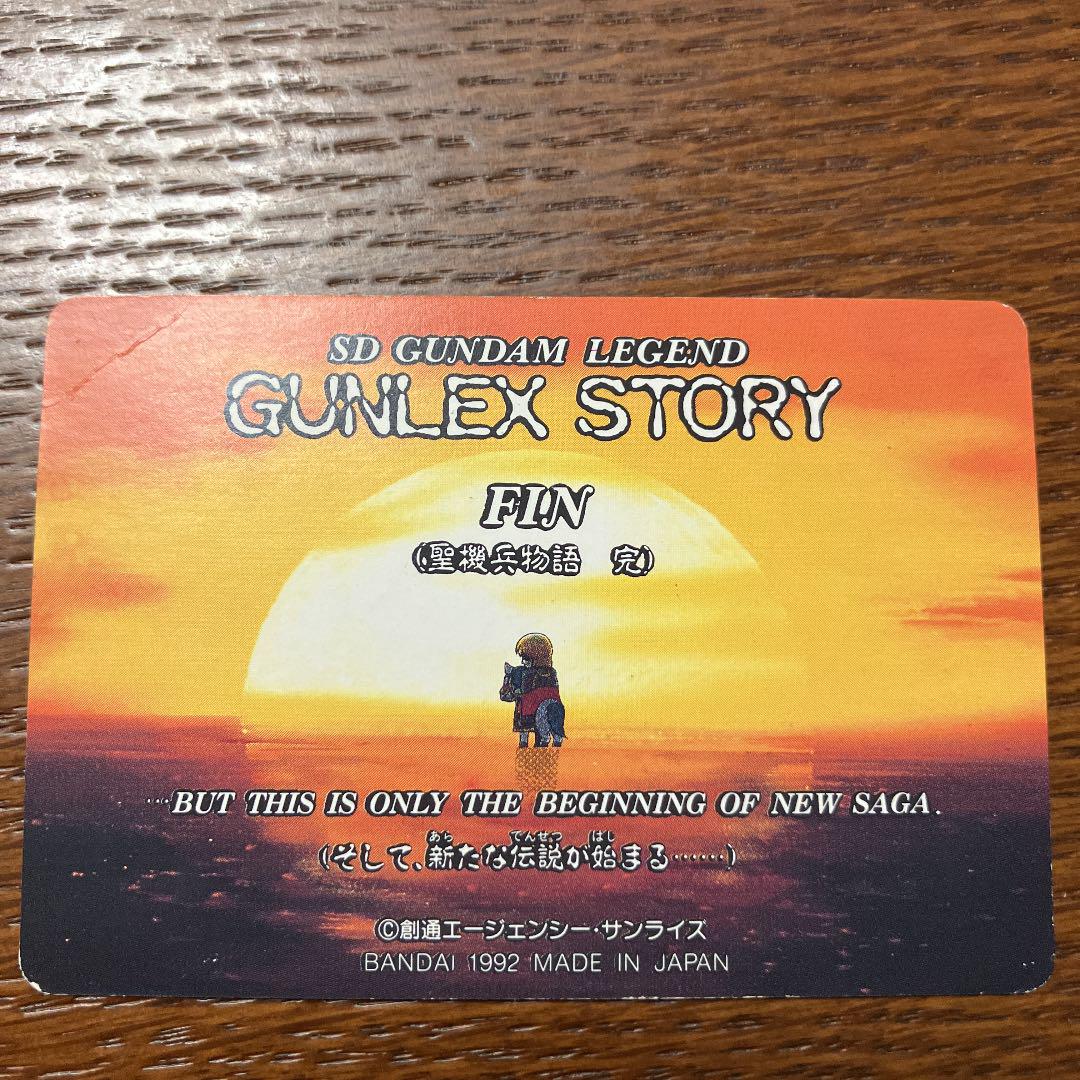 SD GUNDAM LEGEND
GUNLEX STORY
FIN
(聖機兵物語 完)
…BUT THIS IS ONLY THE BEGINNING OF NEW SAGA.
あら でんせつ はじ
(そして、新たな伝説が始まる……)
©創通エージェンシー・サンライズ
BANDAI 1992 MADE IN JAPAN